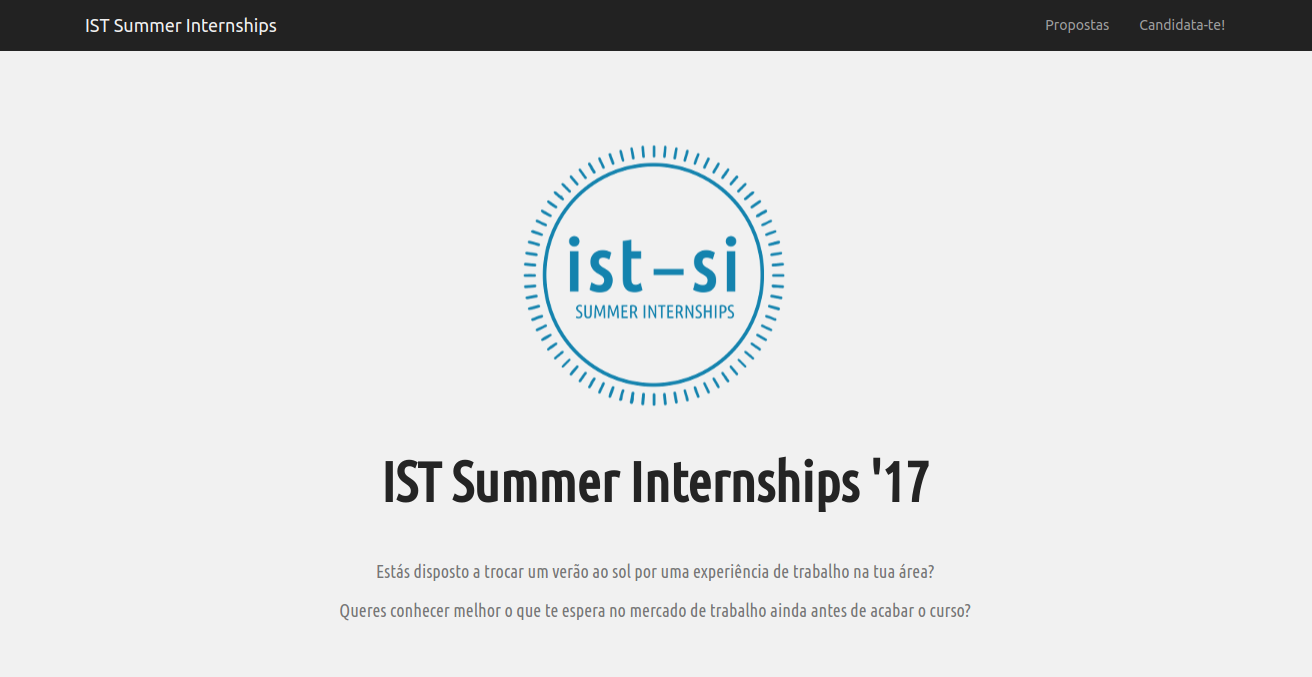 IST Summer Internships
Propostas
Candidata-te!
ist–si
SUMMER INTERNSHIPS
IST Summer Internships '17
Estás disposto a trocar um verão ao sol por uma experiência de trabalho na tua área?
Queres conhecer melhor o que te espera no mercado de trabalho ainda antes de acabar o curso?